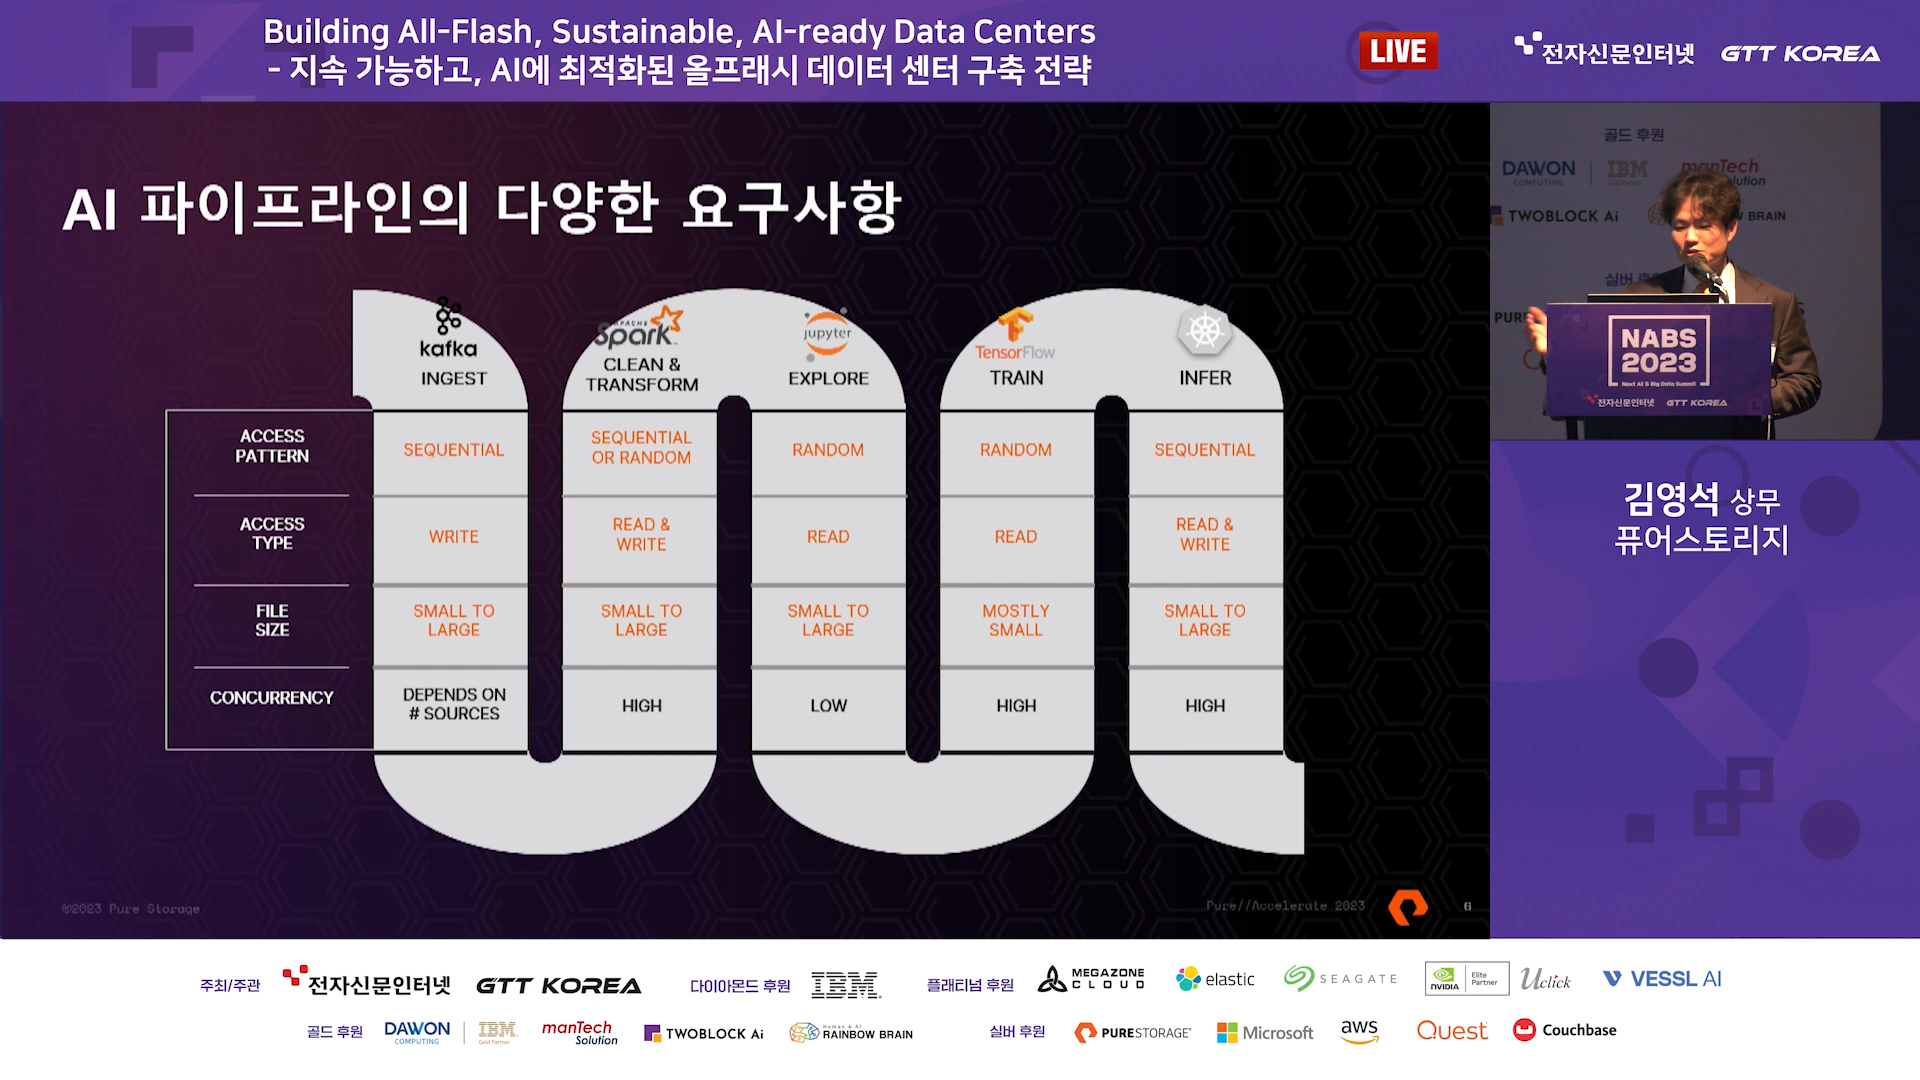 Building All-Flash, Sustainable, AI-ready Data Centers
- 지속 가능하고, AI에 최적화된 올프래시 데이터 센터 구축 전략
LIVE
전자신문인터넷
GTT KOREA
AI 파이프라인의 다양한 요구사항
kafka
INGEST
APACHE
Spark
CLEAN &
TRANSFORM
jupyter
EXPLORE
TensorFlow
TRAIN
INFER
ACCESS
PATTERN
SEQUENTIAL
SEQUENTIAL
OR RANDOM
RANDOM
RANDOM
SEQUENTIAL
ACCESS
TYPE
WRITE
READ &
WRITE
READ
READ
READ &
WRITE
FILE
SIZE
SMALL TO
LARGE
SMALL TO
LARGE
SMALL TO
LARGE
MOSTLY
SMALL
SMALL TO
LARGE
CONCURRENCY
DEPENDS ON
# SOURCES
HIGH
LOW
HIGH
HIGH
©2023 Pure Storage
Pure//Accelerate 2023
6
골드 후원
DAWON
COMPUTING
IBM
manTech
TWOBLOCK Ai
BRAIN
실버
PUR
NABS
2023
Next AI & Big Data Summit
전자신문인터넷
GTT KOREA
김영석 상무
퓨어스토리지
주최/주관
전자신문인터넷
GTT KOREA
다이아몬드 후원
IBM
플래티넘 후원
MEGAZONE
CLOUD
elastic
SEAGATE
NVIDIA
Elite
Partner
Uclick
VESSL AI
골드 후원
DAWON
COMPUTING
IBM
Gold Partner
manTech
Solution
TWOBLOCK Ai
Human & AI
RAINBOW BRAIN
실버 후원
PURESTORAGE
Microsoft
aws
Quest
Couchbase